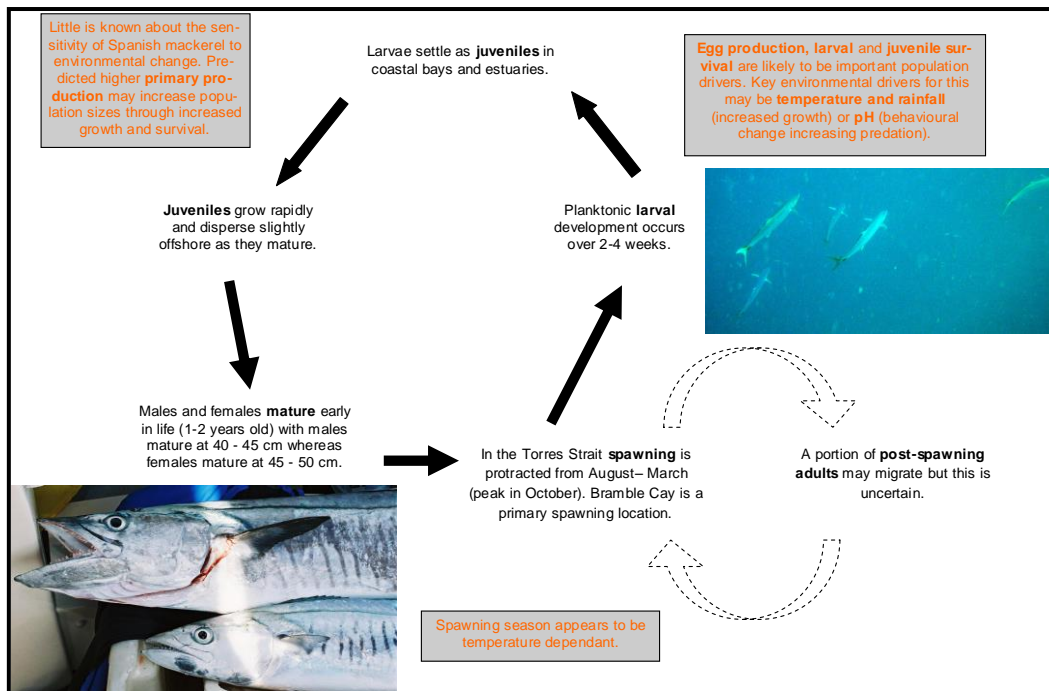 Little is known about the sen-
sitivity of Spanish mackerel to
environmental change. Pre-
dicted higher primary pro-
duction may increase popu-
lation sizes through increased
growth and survival.
Larvae settle as juveniles in
coastal bays and estuaries.
Egg production, larval and juvenile sur-
vival are likely to be important population
drivers. Key environmental drivers for this
may be temperature and rainfall
(increased growth) or pH (behavioural
change increasing predation).
Juveniles grow rapidly
and disperse slightly
offshore as they mature.
Planktonic larval
development occurs
over 2-4 weeks.
Males and females mature early
in life (1-2 years old) with males
mature at 40 - 45 cm whereas
females mature at 45 - 50 cm.
In the Torres Strait spawning is
protracted from August– March
(peak in October). Bramble Cay is a
primary spawning location.
A portion of post-spawning
adults may migrate but this is
uncertain.
Spawning season appears to be
temperature dependant.